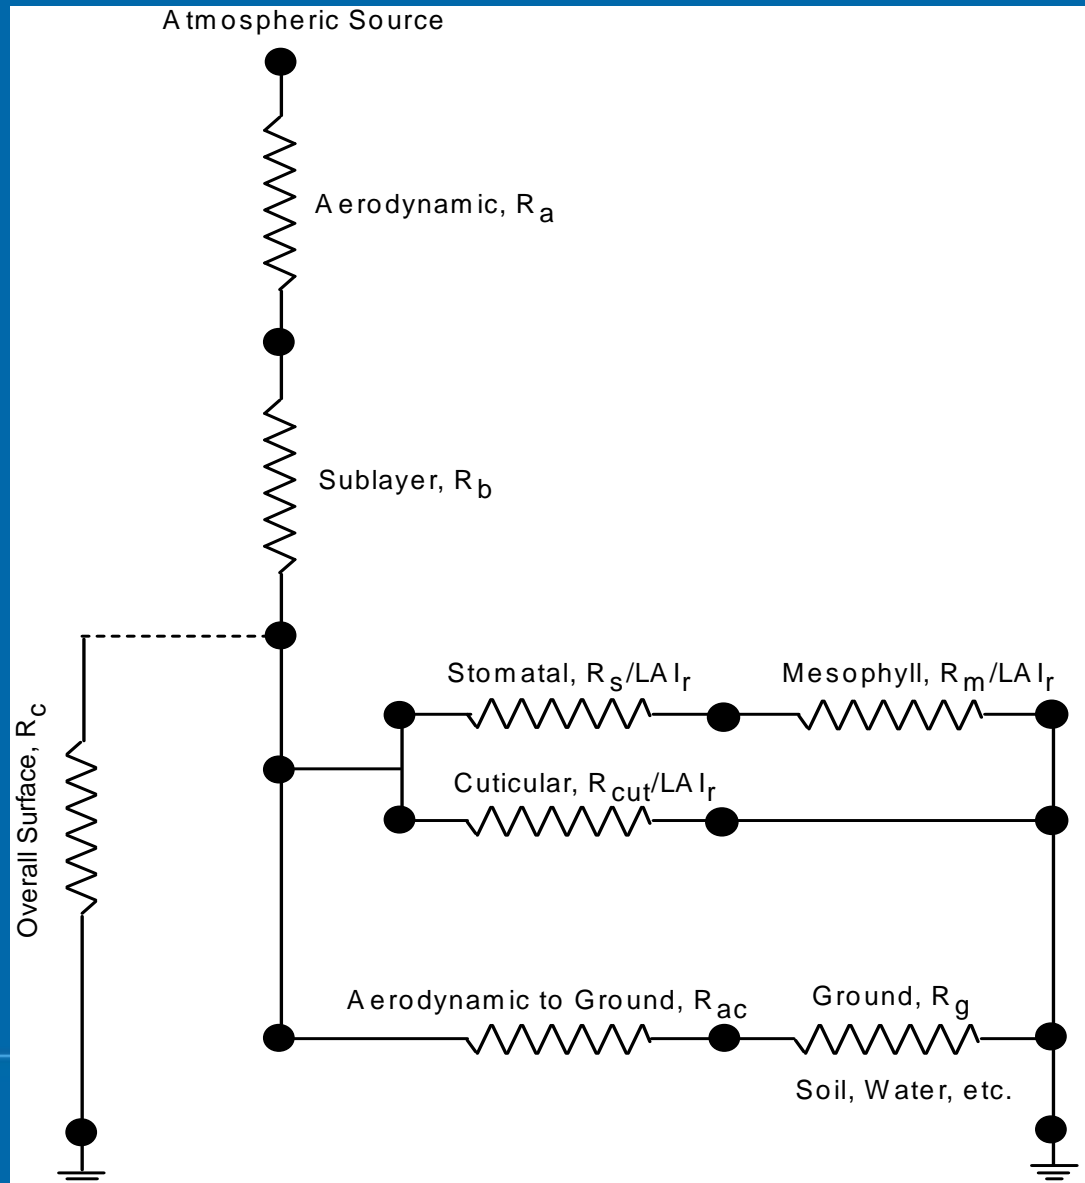 Atmospheric Source
Aerodynamic, Ra
Sublayer, Rb
Overall Surface, Rc
Stomatal, Rs/LAIr
Mesophyll, Rm/LAIr
Cuticular, Rcut/LAIr
Aerodynamic to Ground, Rac
Ground, Rg
Soil, Water, etc.